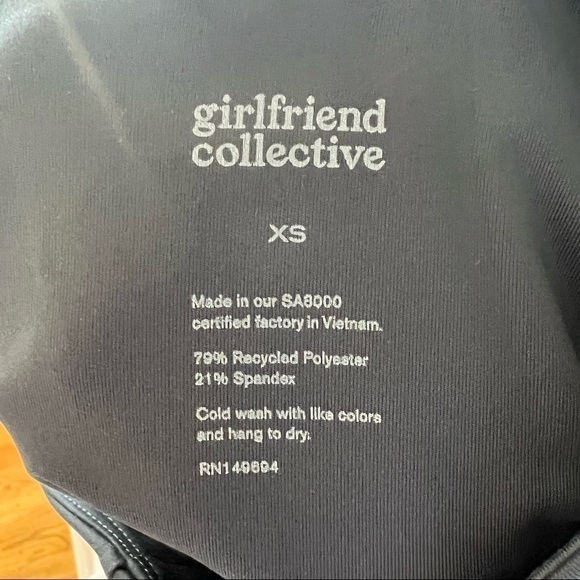 girlfriend
collective
XS
Made in our SA8000
certified factory in Vietnam.
79% Recycled Polyester
21% Spandex
Cold wash with like colors
and hang to dry.
RN149694